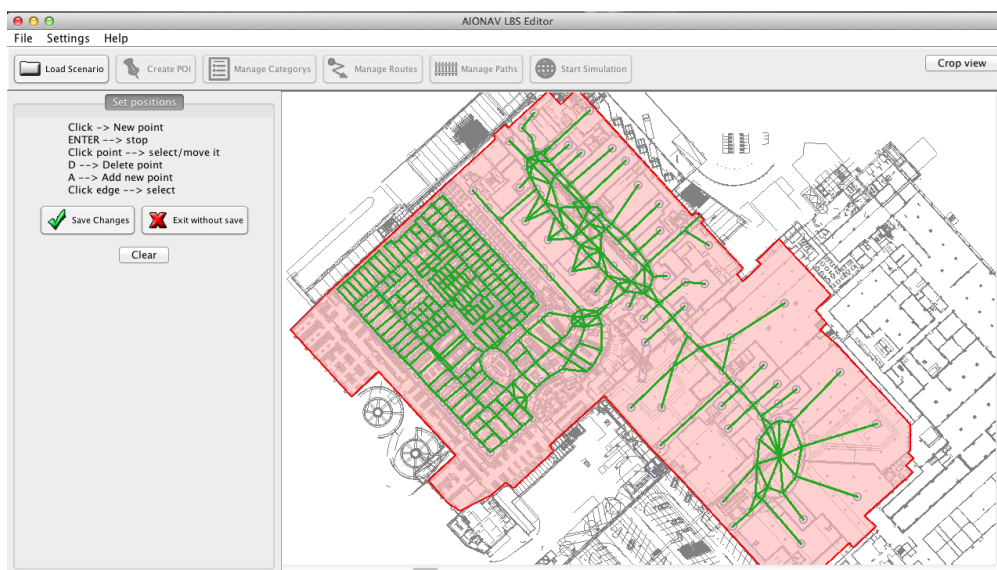 AIONAV LBS Editor
File Settings Help
Load Scenario Create POI Manage Categorys Manage Routes Manage Paths Start Simulation Crop view
Set positions
Click -> New point
ENTER --> stop
Click point --> select/move it
D --> Delete point
A --> Add new point
Click edge --> select
Save Changes Exit without save
Clear